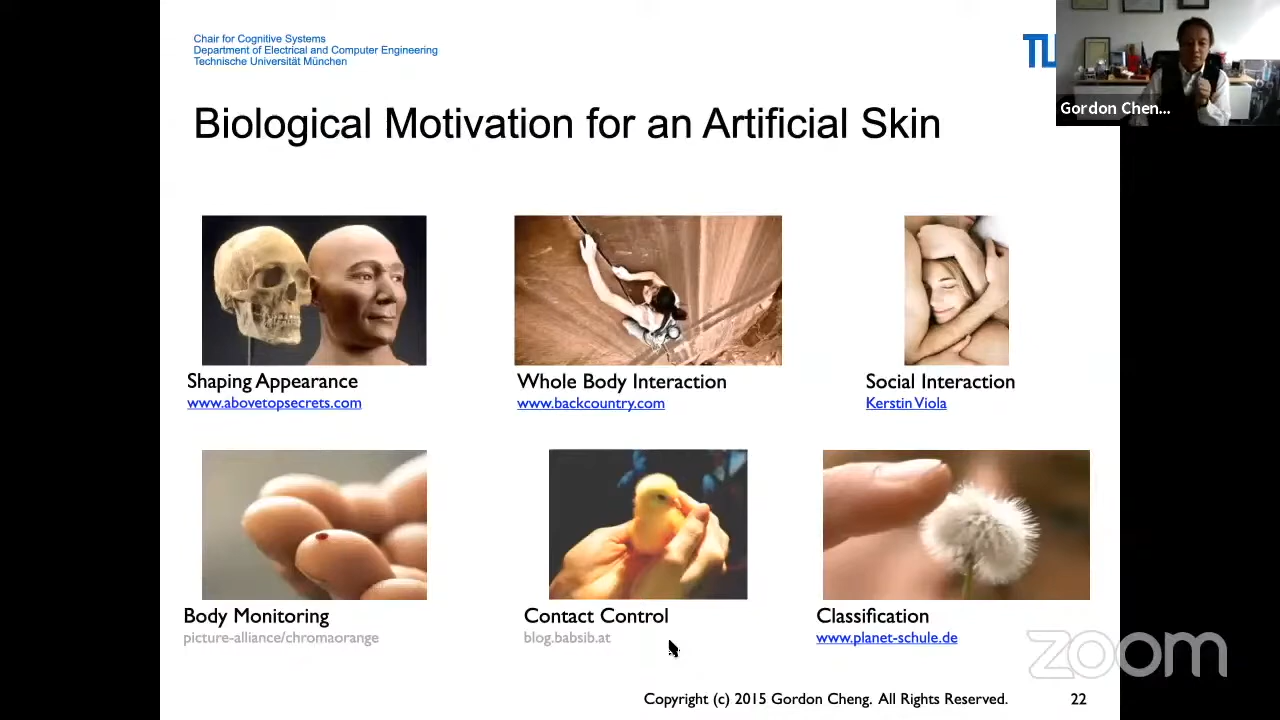 Chair for Cognitive Systems
Department of Electrical and Computer Engineering
Technische Universität München
TU
Gordon Chen...
Biological Motivation for an Artificial Skin
Shaping Appearance
www.abovetopsecrets.com
Whole Body Interaction
www.backcountry.com
Social Interaction
Kerstin Viola
Body Monitoring
picture-alliance/chromaorange
Contact Control
blog.babsib.at
Classification
www.planet-schule.de
zoom
Copyright (c) 2015 Gordon Cheng. All Rights Reserved.
22